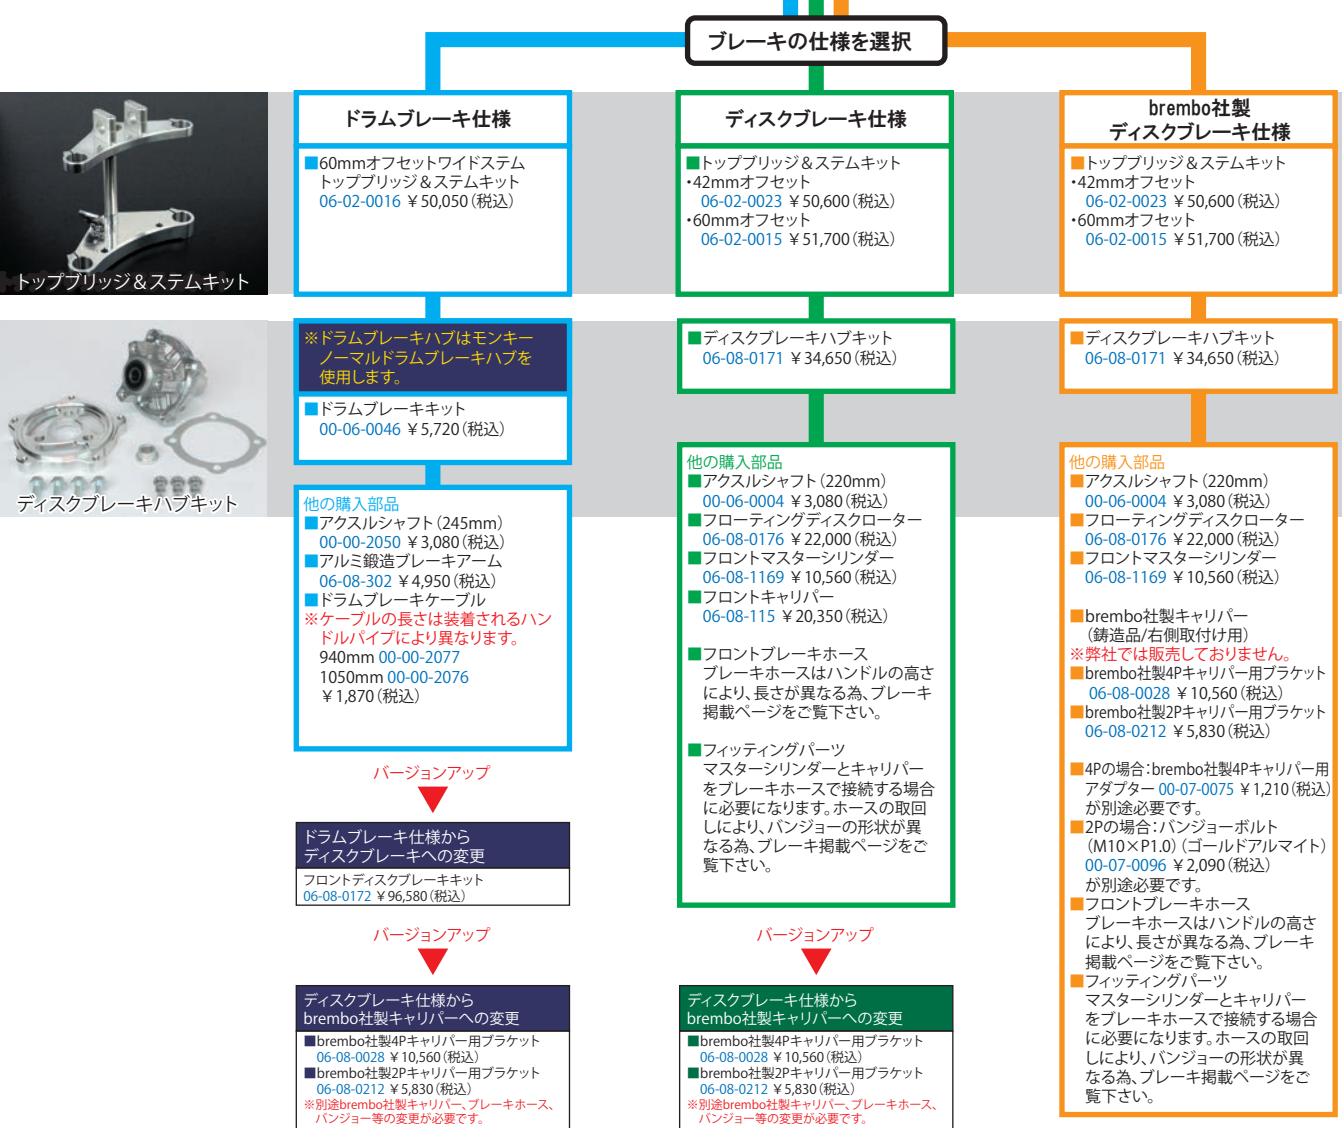 ブレーキの仕様を選択
トップブリッジ＆ステムキット
ディスクブレーキハブキット
ドラムブレーキ仕様
■60mmオフセットワイドステム
トップブリッジ＆ステムキット
06-02-0016 ￥50,050（税込）
※ドラムブレーキハブはモンキー
ノーマルドラムブレーキハブを
使用します。
■ドラムブレーキキット
00-06-0046 ￥5,720（税込）
他の購入部品
■アクスルシャフト（245mm）
00-00-2050 ￥3,080（税込）
■アルミ鍛造ブレーキアーム
06-08-302 ￥4,950（税込）
■ドラムブレーキケーブル
※ケーブルの長さは装着されるハン
ドルパイプにより異なります。
940mm 00-00-2077
1050mm 00-00-2076
￥1,870（税込）
バージョンアップ
ドラムブレーキ仕様から
ディスクブレーキへの変更
フロントディスクブレーキキット
06-08-0172 ￥96,580（税込）
バージョンアップ
ディスクブレーキ仕様から
brembo社製キャリパーへの変更
■brembo社製4Pキャリパー用ブラケット
06-08-0028 ￥10,560（税込）
■brembo社製2Pキャリパー用ブラケット
06-08-0212 ￥5,830（税込）
※別途brembo社製キャリパー、ブレーキホース、
バンジョー等の変更が必要です。
ディスクブレーキ仕様
■トップブリッジ＆ステムキット
・42mmオフセット
06-02-0023 ￥50,600（税込）
・60mmオフセット
06-02-0015 ￥51,700（税込）
■ディスクブレーキハブキット
06-08-0171 ￥34,650（税込）
他の購入部品
■アクスルシャフト（220mm）
00-06-0004 ￥3,080（税込）
■フローティングディスクローター
06-08-0176 ￥22,000（税込）
■フロントマスターシリンダー
06-08-1169 ￥10,560（税込）
■フロントキャリパー
06-08-115 ￥20,350（税込）
■フロントブレーキホース
ブレーキホースはハンドルの高さ
により、長さが異なる為、ブレーキ
掲載ページをご覧下さい。
■フィッティングパーツ
マスターシリンダーとキャリパー
をブレーキホースで接続する場合
に必要になります。ホースの取回
しにより、バンジョーの形状が異
なる為、ブレーキ掲載ページをご
覧下さい。
バージョンアップ
ディスクブレーキ仕様から
brembo社製キャリパーへの変更
■brembo社製4Pキャリパー用ブラケット
06-08-0028 ￥10,560（税込）
■brembo社製2Pキャリパー用ブラケット
06-08-0212 ￥5,830（税込）
※別途brembo社製キャリパー、ブレーキホース、
バンジョー等の変更が必要です。
brembo社製
ディスクブレーキ仕様
■トップブリッジ＆ステムキット
・42mmオフセット
06-02-0023 ￥50,600（税込）
・60mmオフセット
06-02-0015 ￥51,700（税込）
■ディスクブレーキハブキット
06-08-0171 ￥34,650（税込）
他の購入部品
■アクスルシャフト（220mm）
00-06-0004 ￥3,080（税込）
■フローティングディスクローター
06-08-0176 ￥22,000（税込）
■フロントマスターシリンダー
06-08-1169 ￥10,560（税込）
■brembo社製キャリパー
（鋳造品/右側取付け用）
※弊社では販売しておりません。
■brembo社製4Pキャリパー用ブラケット
06-08-0028 ￥10,560（税込）
■brembo社製2Pキャリパー用ブラケット
06-08-0212 ￥5,830（税込）
■4Pの場合：brembo社製4Pキャリパー用
アダプター 00-07-0075 ￥1,210（税込）
が別途必要です。
■2Pの場合：バンジョーボルト
（M10×P1.0）（ゴールドアルマイト）
00-07-0096 ￥2,090（税込）
が別途必要です。
■フロントブレーキホース
ブレーキホースはハンドルの高さ
により、長さが異なる為、ブレーキ
掲載ページをご覧下さい。
■フィッティングパーツ
マスターシリンダーとキャリパー
をブレーキホースで接続する場合
に必要になります。ホースの取回
しにより、バンジョーの形状が異
なる為、ブレーキ掲載ページをご
覧下さい。